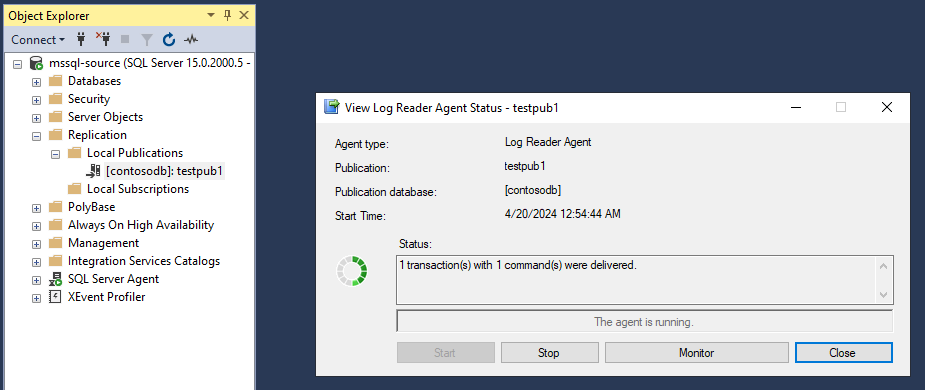 Object Explorer
Connect
mssql-source (SQL Server 15.0.2000.5 -
Databases
Security
Server Objects
Replication
Local Publications
[contosodb]: testpub1
Local Subscriptions
PolyBase
Always On High Availability
Management
Integration Services Catalogs
SQL Server Agent
XEvent Profiler
View Log Reader Agent Status - testpub1
Agent type: Log Reader Agent
Publication: testpub1
Publication database: [contosodb]
Start Time: 4/20/2024 12:54:44 AM
Status:
1 transaction(s) with 1 command(s) were delivered.
The agent is running.
Start Stop Monitor Close